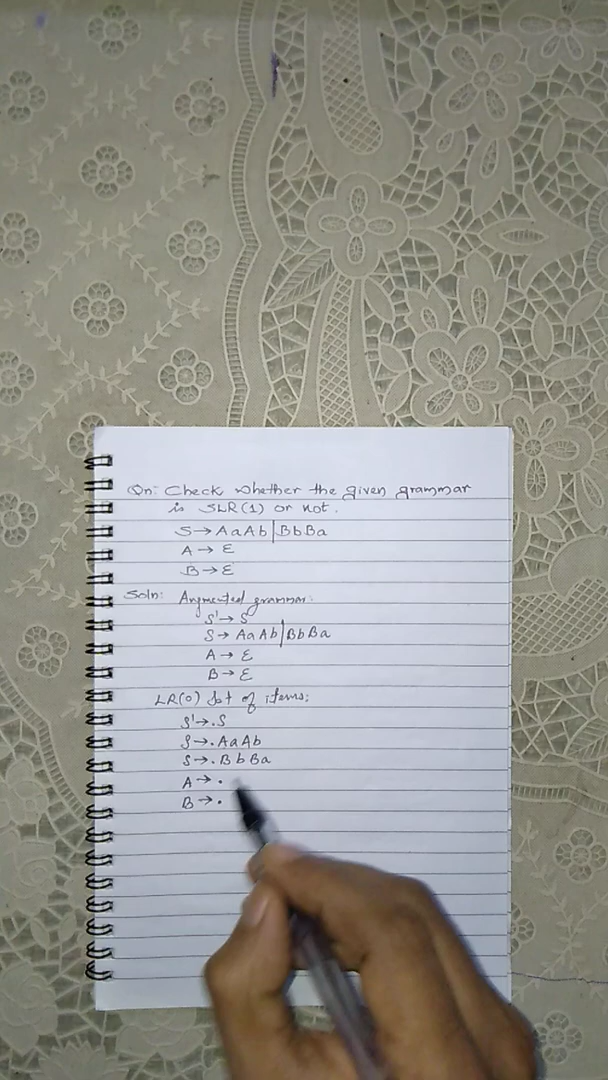 Qn: Check whether the given grammar
is SLR(1) or not.
S → AaAb | BbBa
A → ε
B → ε
Soln: Augmented grammar:
S' → S
S → AaAb | BbBa
A → ε
B → ε
LR(0) Set of items:
S' → .S
S → .AaAb
S → .BbBa
A → .
B → .